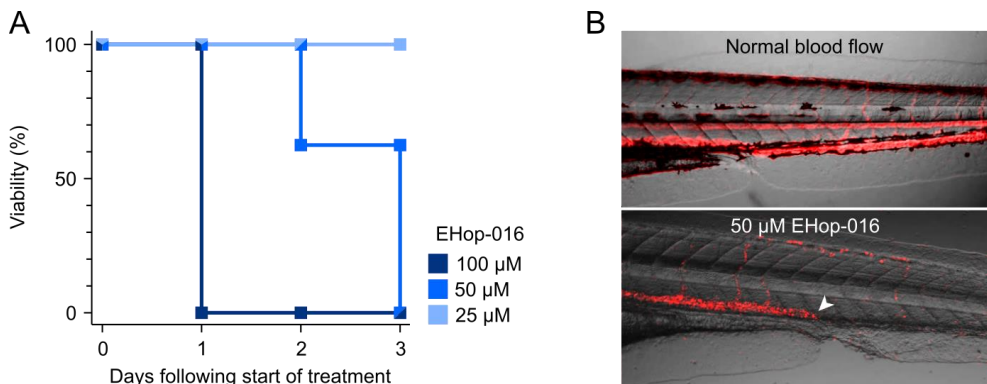 A
100
50
0
Viability (%)
0 1 2 3
Days following start of treatment
EHop-016
100 µM
50 µM
25 µM
B
Normal blood flow
50 µM EHop-016